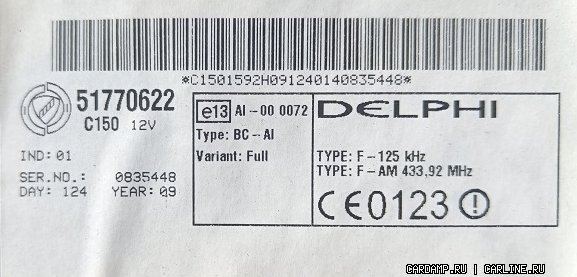 *C1501592H091240140835448*
51770622
C150 12V
IND: 01
SER.NO.: 0835448
DAY: 124 YEAR: 09
e13 AI-00 0072
Type: BC-AI
Variant: Full
DELPHI
TYPE: F-125 kHz
TYPE: F-AM 433,92 MHz
CE0123
CARDAMP.RU | CARLINE.RU